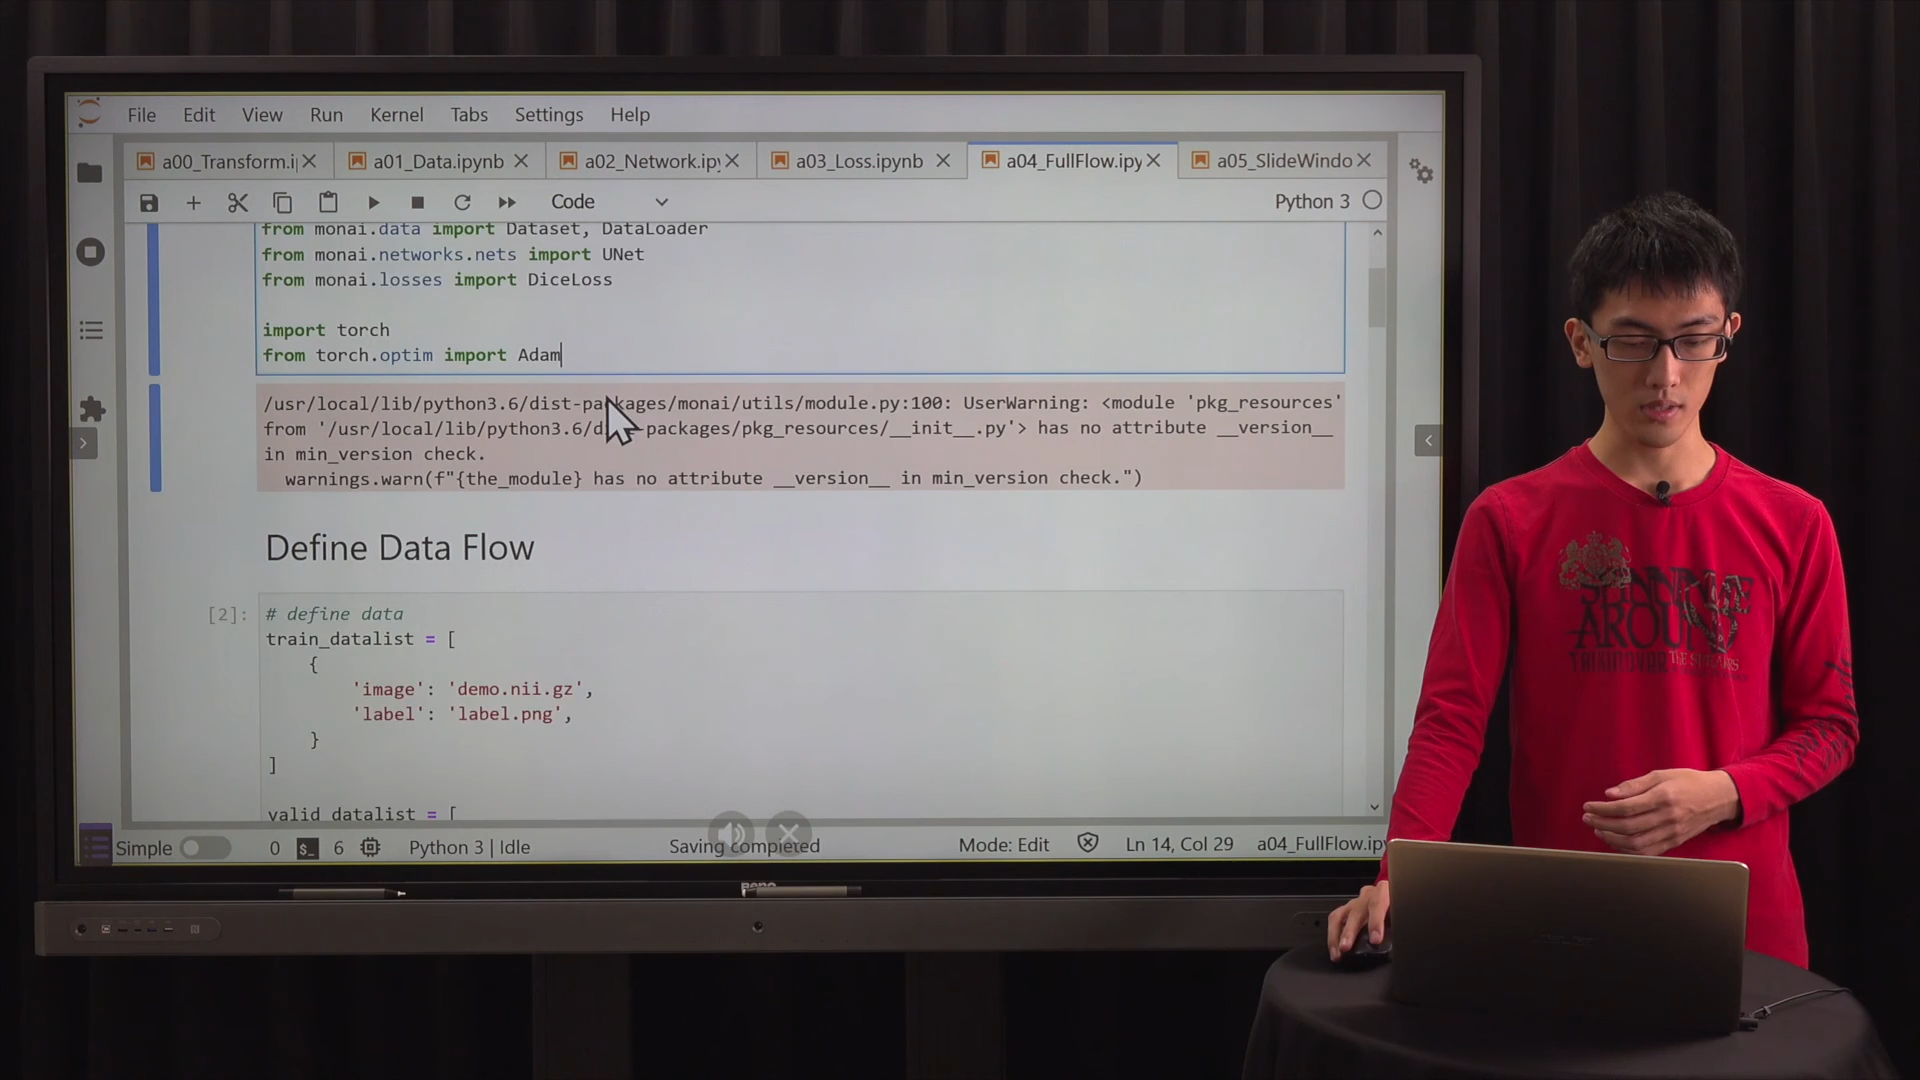 File Edit View Run Kernel Tabs Settings Help
a00_Transform.i a01_Data.ipynb a02_Network.ipy a03_Loss.ipynb a04_FullFlow.ipy a05_SlideWindo
Code Python 3
from monai.data import Dataset, DataLoader
from monai.networks.nets import UNet
from monai.losses import DiceLoss
import torch
from torch.optim import Adam
/usr/local/lib/python3.6/dist-packages/monai/utils/module.py:100: UserWarning: <module 'pkg_resources'
from '/usr/local/lib/python3.6/d -packages/pkg_resources/__init__.py'> has no attribute __version__
in min_version check.
warnings.warn(f"{the_module} has no attribute __version__ in min_version check.")
Define Data Flow
[2]: # define data
train_datalist = [
{
'image': 'demo.nii.gz',
'label': 'label.png',
}
]
valid_datalist = [
Simple 0 $_ 6 Python 3 | Idle Saving completed Mode: Edit Ln 14, Col 29 a04_FullFlow.ipy
BenQ
AROUND